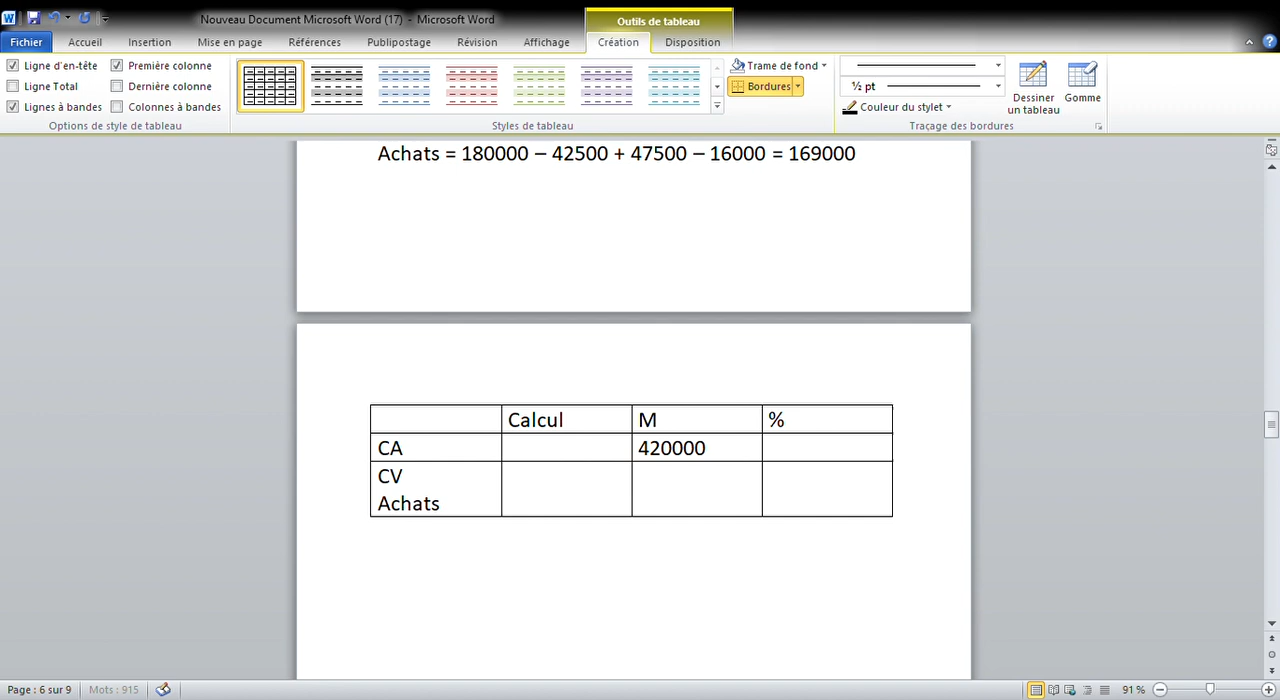 Nouveau Document Microsoft Word (17) - Microsoft Word
Outils de tableau
Fichier Accueil Insertion Mise en page Références Publipostage Révision Affichage Création Disposition
Ligne d'en-tête Première colonne
Ligne Total Dernière colonne
Lignes à bandes Colonnes à bandes
Options de style de tableau
Styles de tableau
Trame de fond
Bordures
½ pt
Couleur du stylet
Dessiner un tableau
Gomme
Traçage des bordures
Achats = 180000 – 42500 + 47500 – 16000 = 169000
Calcul M %
CA 420000
CV
Achats
Page : 6 sur 9 Mots : 915 91 %